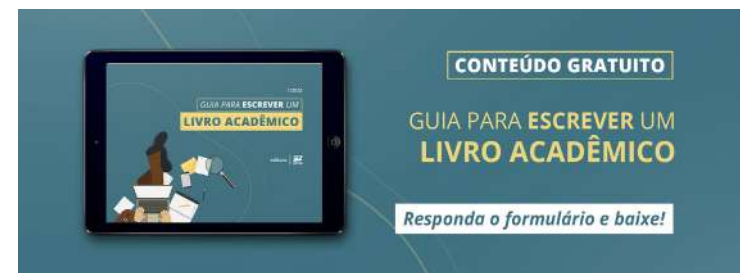 GUIA PARA ESCREVER UM
LIVRO ACADÊMICO
CONTEÚDO GRATUITO
GUIA PARA ESCREVER UM
LIVRO ACADÊMICO
Responda o formulário e baixe!